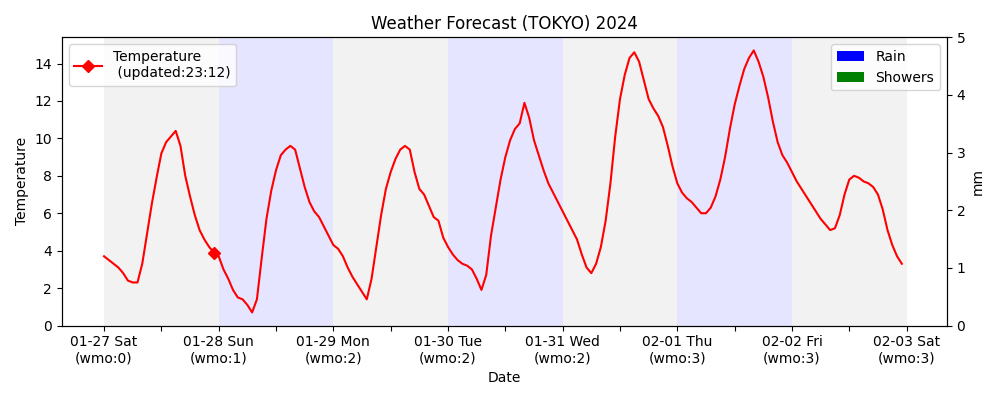 Weather Forecast (TOKYO) 2024
Temperature
(updated:23:12)
Rain
Showers
14
12
10
8
6
4
2
0
Temperature
5
4
3
2
1
0
mm
01-27 Sat
(wmo:0)
01-28 Sun
(wmo:1)
01-29 Mon
(wmo:2)
01-30 Tue
(wmo:2)
01-31 Wed
(wmo:2)
02-01 Thu
(wmo:3)
02-02 Fri
(wmo:3)
02-03 Sat
(wmo:3)
Date